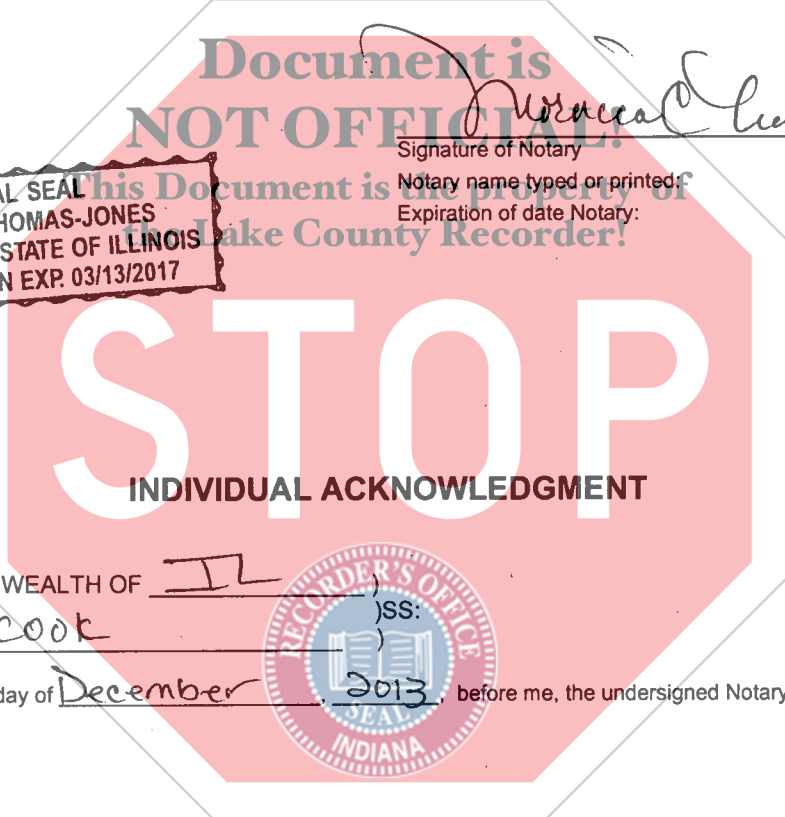 Document is
NOT OFFICIAL!
Signature of Notary
AL SEAL
This Document is the property of
Notary name typed or printed:
HOMAS-JONES
Expiration of date Notary:
STATE OF ILLINOIS
the Lake County Recorder!
N EXP. 03/13/2017
STOP
INDIVIDUAL ACKNOWLEDGMENT
WEALTH OF IL )
)SS:
COOK )
day of December, 2013, before me, the undersigned Notary
RECORDER'S OFFICE
SEAL
INDIANA